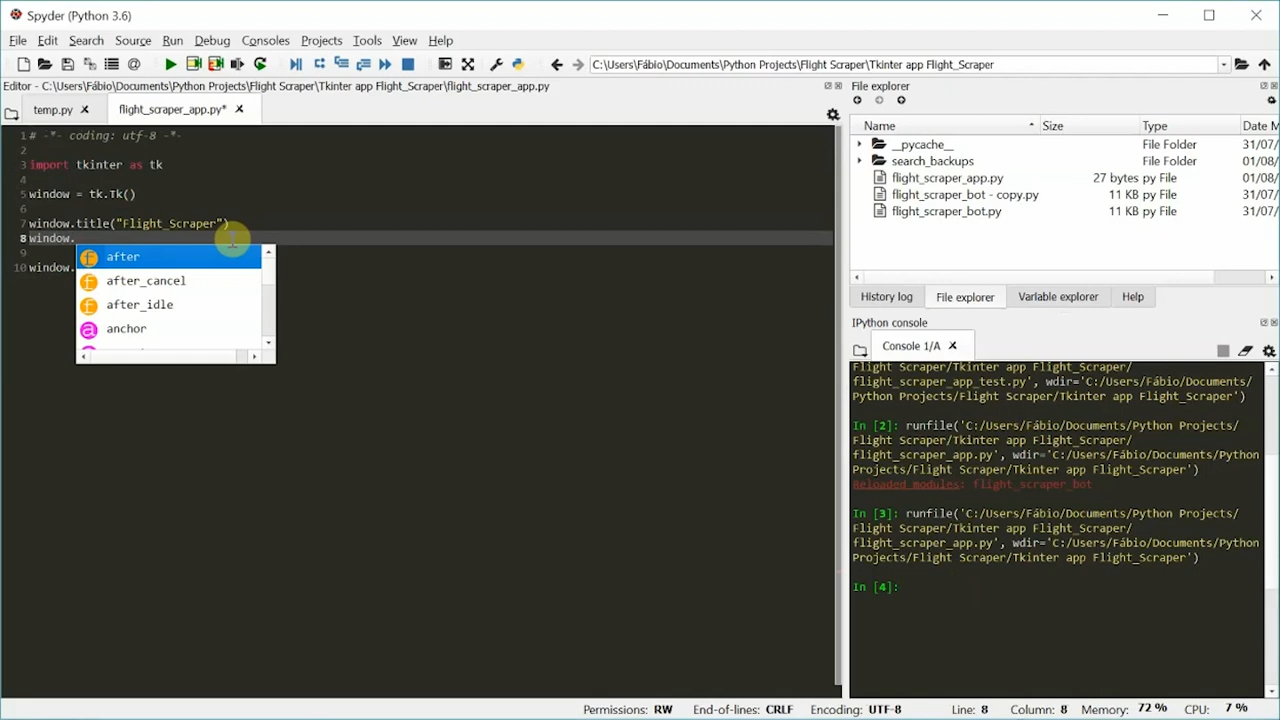 Spyder (Python 3.6)
File Edit Search Source Run Debug Consoles Projects Tools View Help
C:\Users\Fábio\Documents\Python Projects\Flight Scraper\Tkinter app Flight_Scraper
Editor - C:\Users\Fábio\Documents\Python Projects\Flight Scraper\Tkinter app Flight_Scraper\flight_scraper_app.py
temp.py flight_scraper_app.py*
1 # -*- coding: utf-8 -*-
2
3 import tkinter as tk
4
5 window = tk.Tk()
6
7 window.title("Flight_Scraper")
8 window.
9
10 window.
after
after_cancel
after_idle
anchor
File explorer
Name Size Type Date M
__pycache__ File Folder 31/07/
search_backups File Folder 01/08/
flight_scraper_app.py 27 bytes py File 01/08/
flight_scraper_bot - copy.py 11 KB py File 31/07/
flight_scraper_bot.py 11 KB py File 31/07/
History log File explorer Variable explorer Help
IPython console
Console 1/A
Flight Scraper/Tkinter app Flight_Scraper/
flight_scraper_app_test.py', wdir='C:/Users/Fábio/Documents/
Python Projects/Flight Scraper/Tkinter app Flight_Scraper')
In [2]: runfile('C:/Users/Fábio/Documents/Python Projects/
Flight Scraper/Tkinter app Flight_Scraper/
flight_scraper_app.py', wdir='C:/Users/Fábio/Documents/Python
Projects/Flight Scraper/Tkinter app Flight_Scraper')
Reloaded modules: flight_scraper_bot
In [3]: runfile('C:/Users/Fábio/Documents/Python Projects/
Flight Scraper/Tkinter app Flight_Scraper/
flight_scraper_app.py', wdir='C:/Users/Fábio/Documents/Python
Projects/Flight Scraper/Tkinter app Flight_Scraper')
In [4]:
Permissions: RW End-of-lines: CRLF Encoding: UTF-8 Line: 8 Column: 8 Memory: 72 % CPU: 7 %